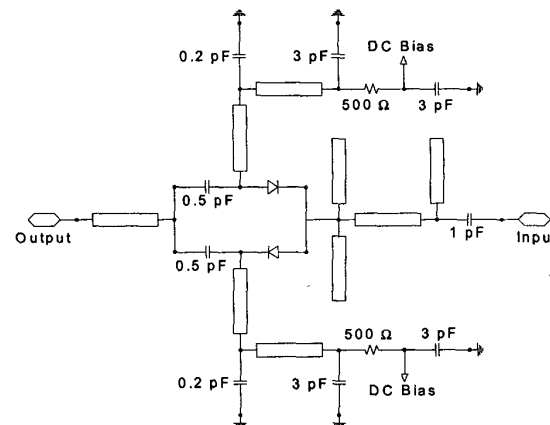 0.2 pF
3 pF
DC Bias
500 Ω
3 pF
0.5 pF
Output
1 pF
Input
0.5 pF
500 Ω
3 pF
0.2 pF
3 pF
DC Bias